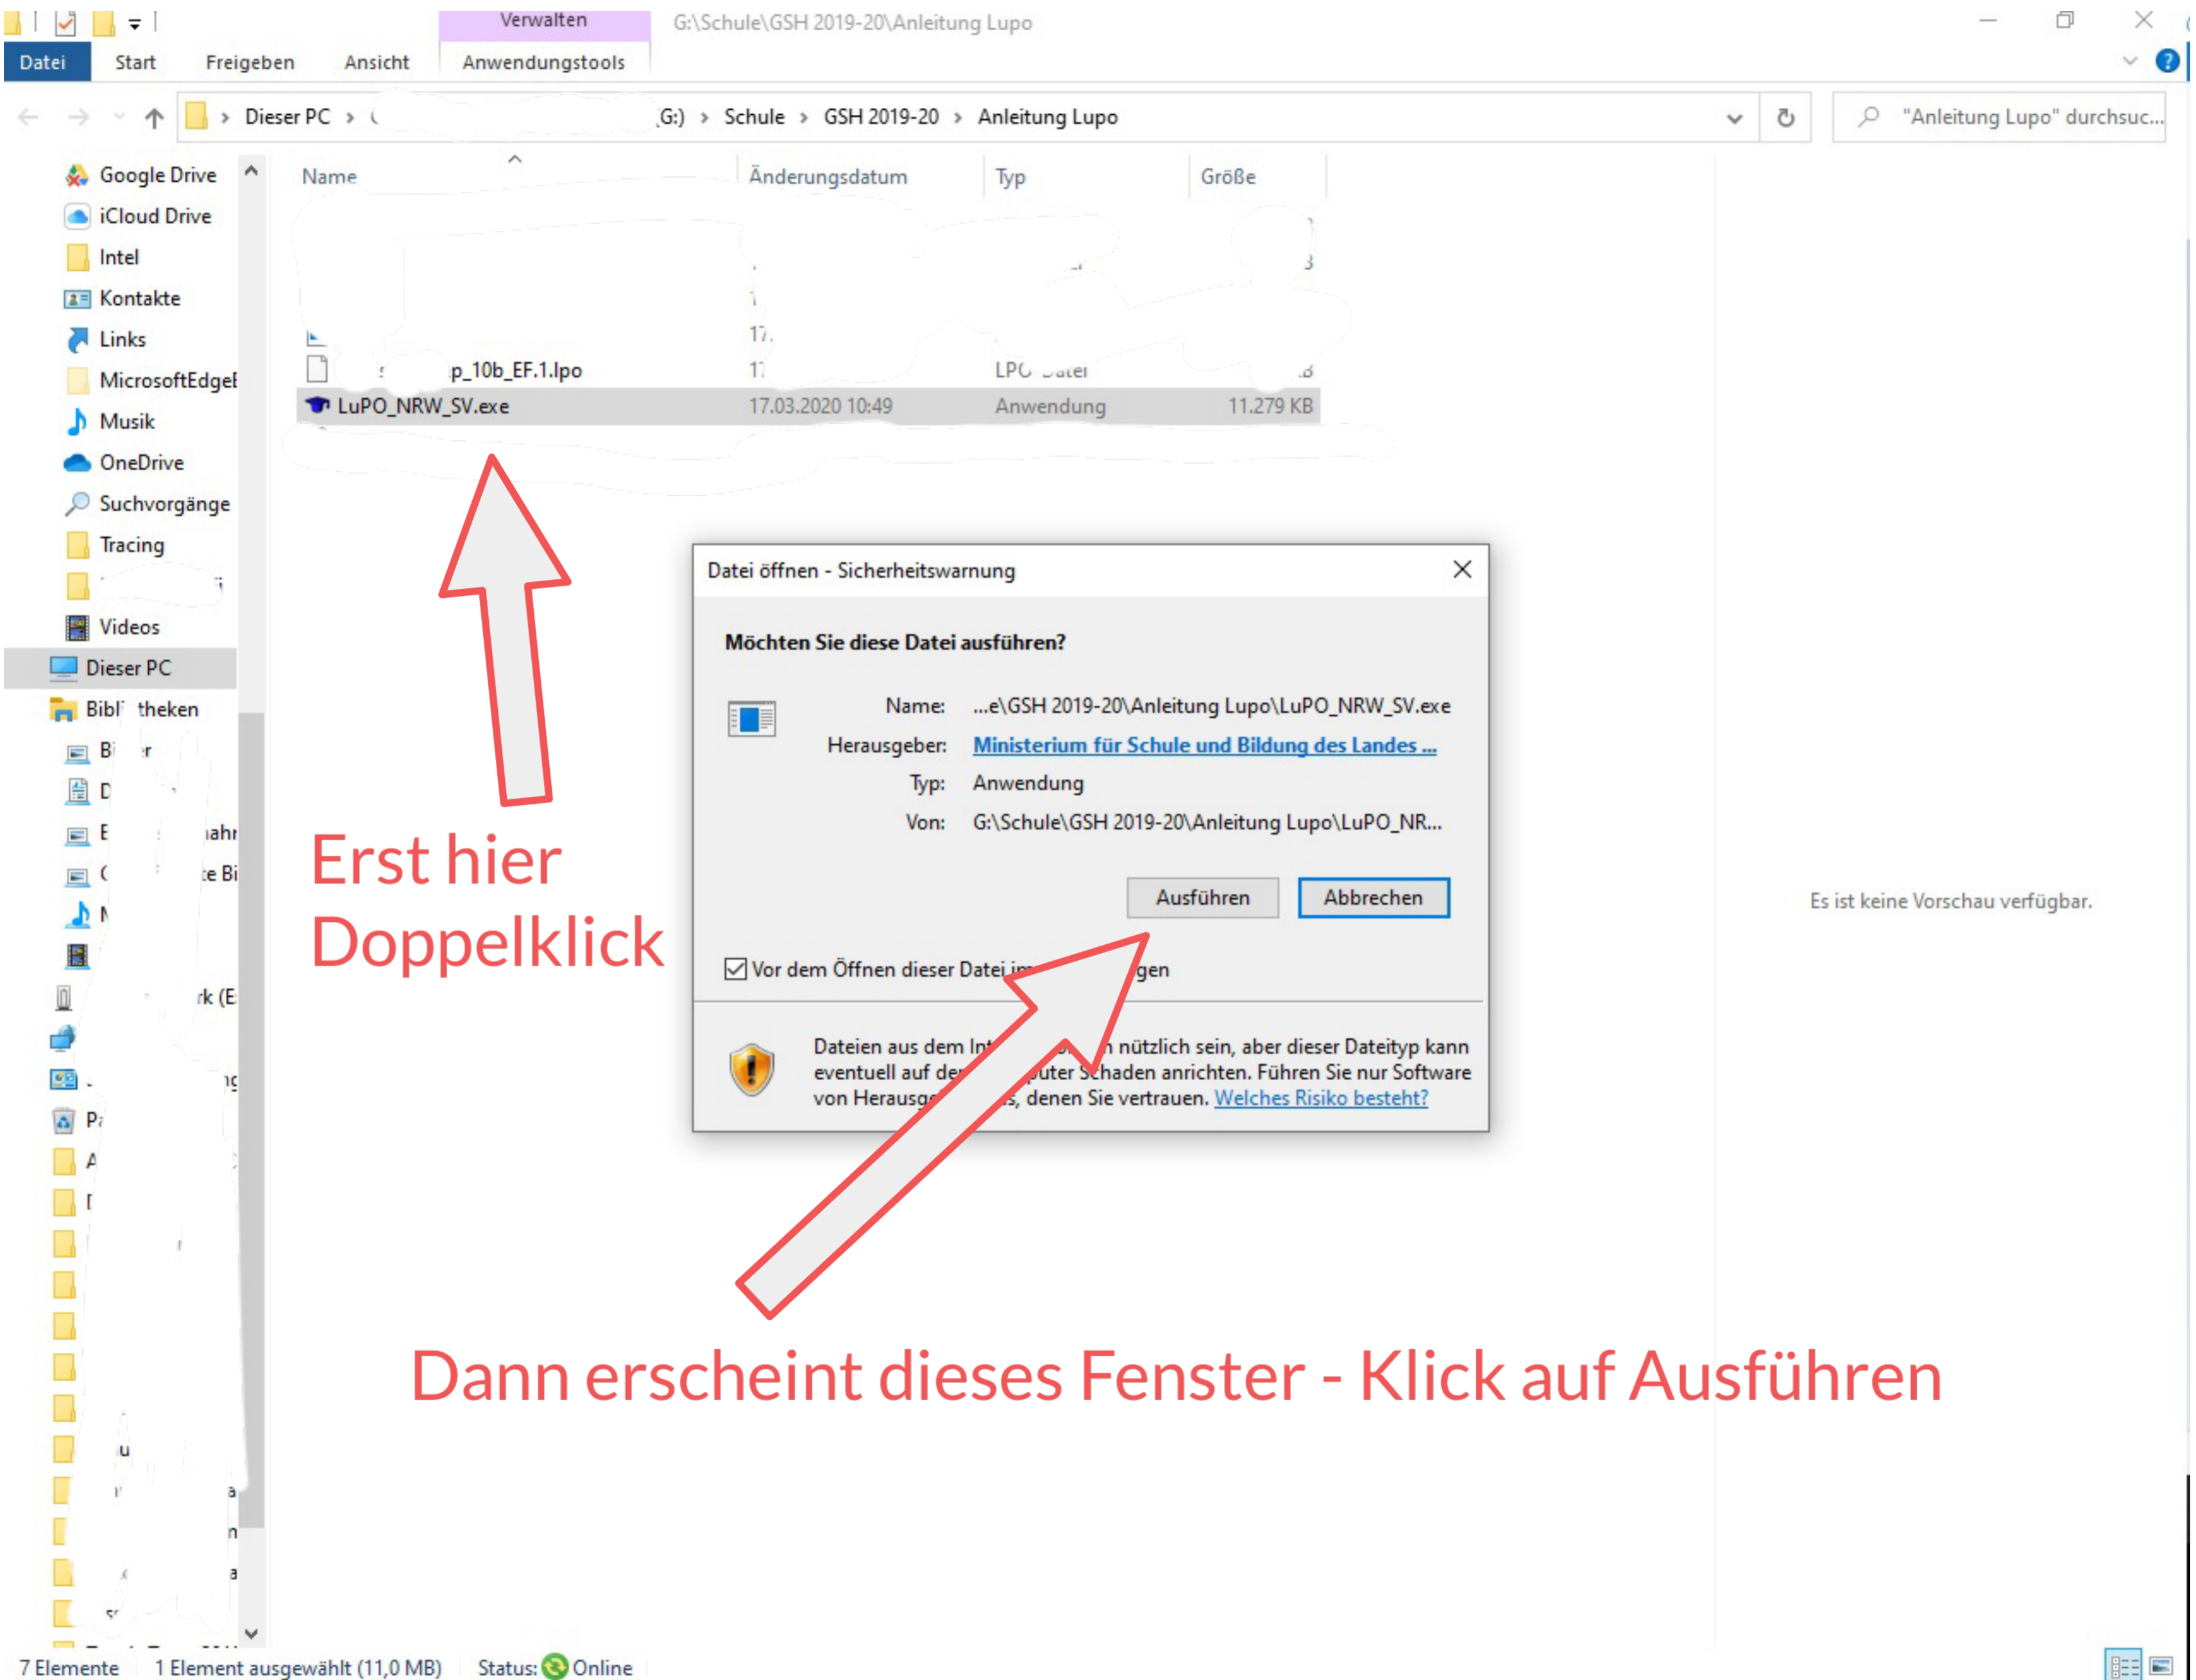 Verwalten
G:\Schule\GSH 2019-20\Anleitung Lupo
Datei Start Freigeben Ansicht Anwendungstools
Dieser PC > G:) > Schule > GSH 2019-20 > Anleitung Lupo
"Anleitung Lupo" durchsuc...
Name Änderungsdatum Typ Größe
Google Drive
iCloud Drive
Intel
Kontakte
Links
MicrosoftEdgeB
Musik
OneDrive
Suchvorgänge
Tracing
Videos
Dieser PC
17.
p_10b_EF.1.lpo
LuPO_NRW_SV.exe 17.03.2020 10:49 Anwendung 11.279 KB
Erst hier
Doppelklick
Datei öffnen - Sicherheitswarnung
Möchten Sie diese Datei ausführen?
Name: ...e\GSH 2019-20\Anleitung Lupo\LuPO_NRW_SV.exe
Herausgeber: Ministerium für Schule und Bildung des Landes ...
Typ: Anwendung
Von: G:\Schule\GSH 2019-20\Anleitung Lupo\LuPO_NR...
Ausführen Abbrechen
Vor dem Öffnen dieser Datei
Dateien aus dem nützlich sein, aber dieser Dateityp kann
eventuell auf Schaden anrichten. Führen Sie nur Software
von denen Sie vertrauen. Welches Risiko besteht?
Es ist keine Vorschau verfügbar.
Dann erscheint dieses Fenster - Klick auf Ausführen
7 Elemente 1 Element ausgewählt (11,0 MB) Status: Online